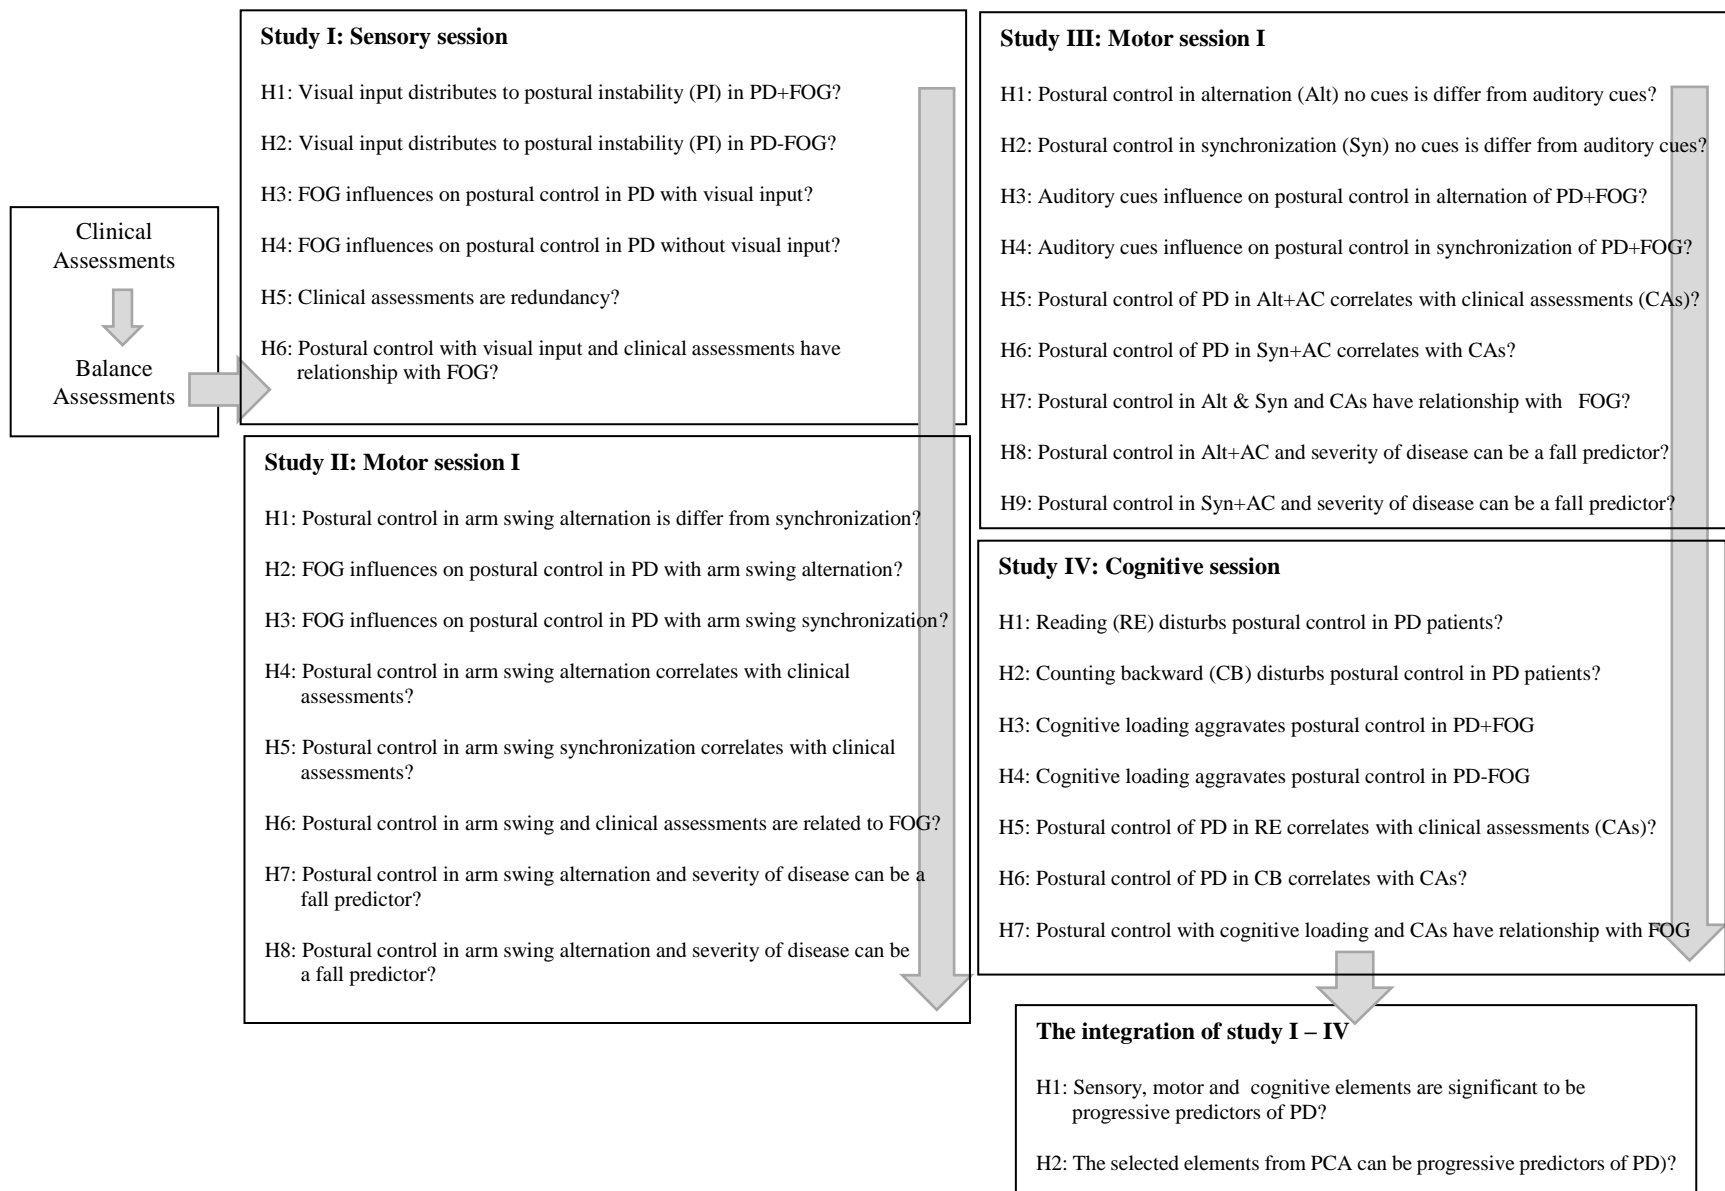 Clinical
Assessments
Balance
Assessments
Study I: Sensory session
H1: Visual input distributes to postural instability (PI) in PD+FOG?
H2: Visual input distributes to postural instability (PI) in PD-FOG?
H3: FOG influences on postural control in PD with visual input?
H4: FOG influences on postural control in PD without visual input?
H5: Clinical assessments are redundancy?
H6: Postural control with visual input and clinical assessments have
relationship with FOG?
Study II: Motor session I
H1: Postural control in arm swing alternation is differ from synchronization?
H2: FOG influences on postural control in PD with arm swing alternation?
H3: FOG influences on postural control in PD with arm swing synchronization?
H4: Postural control in arm swing alternation correlates with clinical
assessments?
H5: Postural control in arm swing synchronization correlates with clinical
assessments?
H6: Postural control in arm swing and clinical assessments are related to FOG?
H7: Postural control in arm swing alternation and severity of disease can be a
fall predictor?
H8: Postural control in arm swing alternation and severity of disease can be
a fall predictor?
Study III: Motor session I
H1: Postural control in alternation (Alt) no cues is differ from auditory cues?
H2: Postural control in synchronization (Syn) no cues is differ from auditory cues?
H3: Auditory cues influence on postural control in alternation of PD+FOG?
H4: Auditory cues influence on postural control in synchronization of PD+FOG?
H5: Postural control of PD in Alt+AC correlates with clinical assessments (CAs)?
H6: Postural control of PD in Syn+AC correlates with CAs?
H7: Postural control in Alt & Syn and CAs have relationship with FOG?
H8: Postural control in Alt+AC and severity of disease can be a fall predictor?
H9: Postural control in Syn+AC and severity of disease can be a fall predictor?
Study IV: Cognitive session
H1: Reading (RE) disturbs postural control in PD patients?
H2: Counting backward (CB) disturbs postural control in PD patients?
H3: Cognitive loading aggravates postural control in PD+FOG
H4: Cognitive loading aggravates postural control in PD-FOG
H5: Postural control of PD in RE correlates with clinical assessments (CAs)?
H6: Postural control of PD in CB correlates with CAs?
H7: Postural control with cognitive loading and CAs have relationship with FOG
The integration of study I – IV
H1: Sensory, motor and cognitive elements are significant to be
progressive predictors of PD?
H2: The selected elements from PCA can be progressive predictors of PD)?